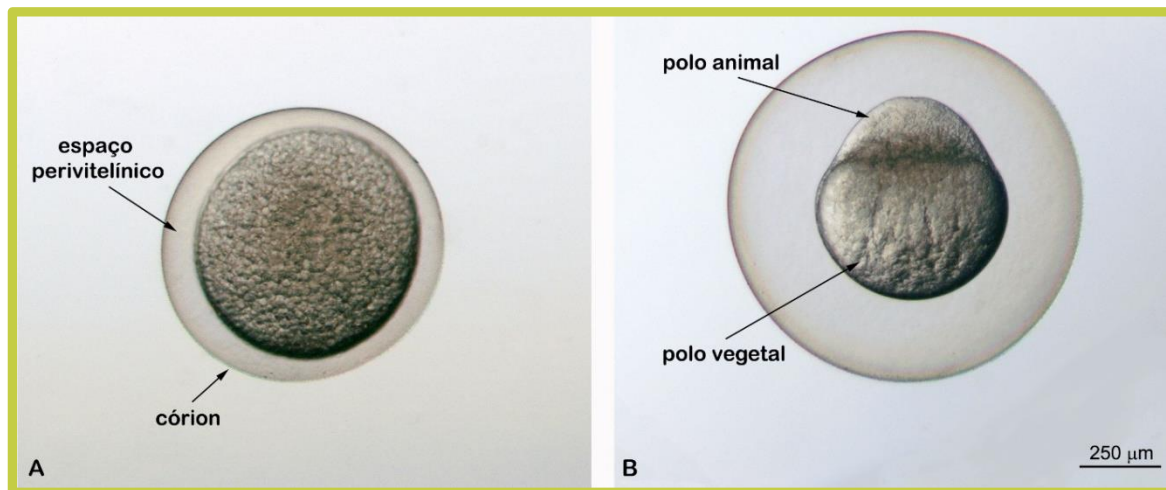 espaço
perivitelínico
córion
A
polo animal
polo vegetal
B
250 µm